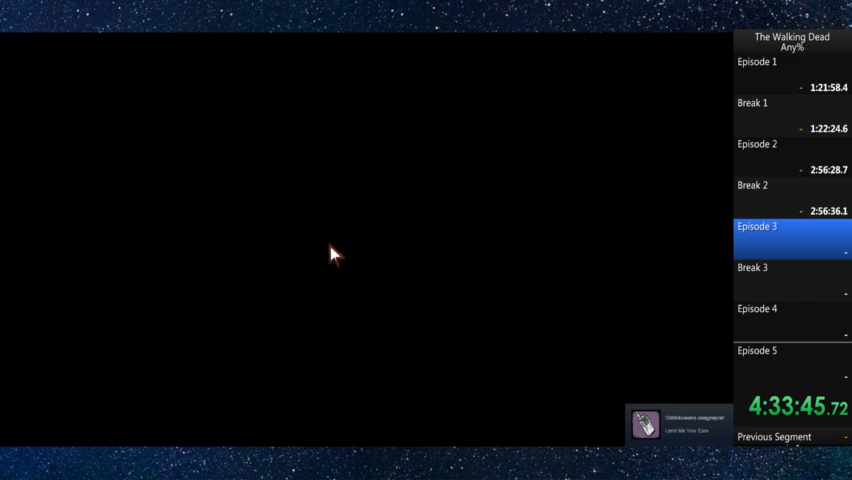 The Walking Dead
Any%
Episode 1
- 1:21:58.4
Break 1
- 1:22:24.6
Episode 2
- 2:56:28.7
Break 2
- 2:56:36.1
Episode 3
-
Break 3
-
Episode 4
-
Episode 5
-
4:33:45.72
Previous Segment -
Odblokowano osiągnięcie!
Lend Me Your Ears